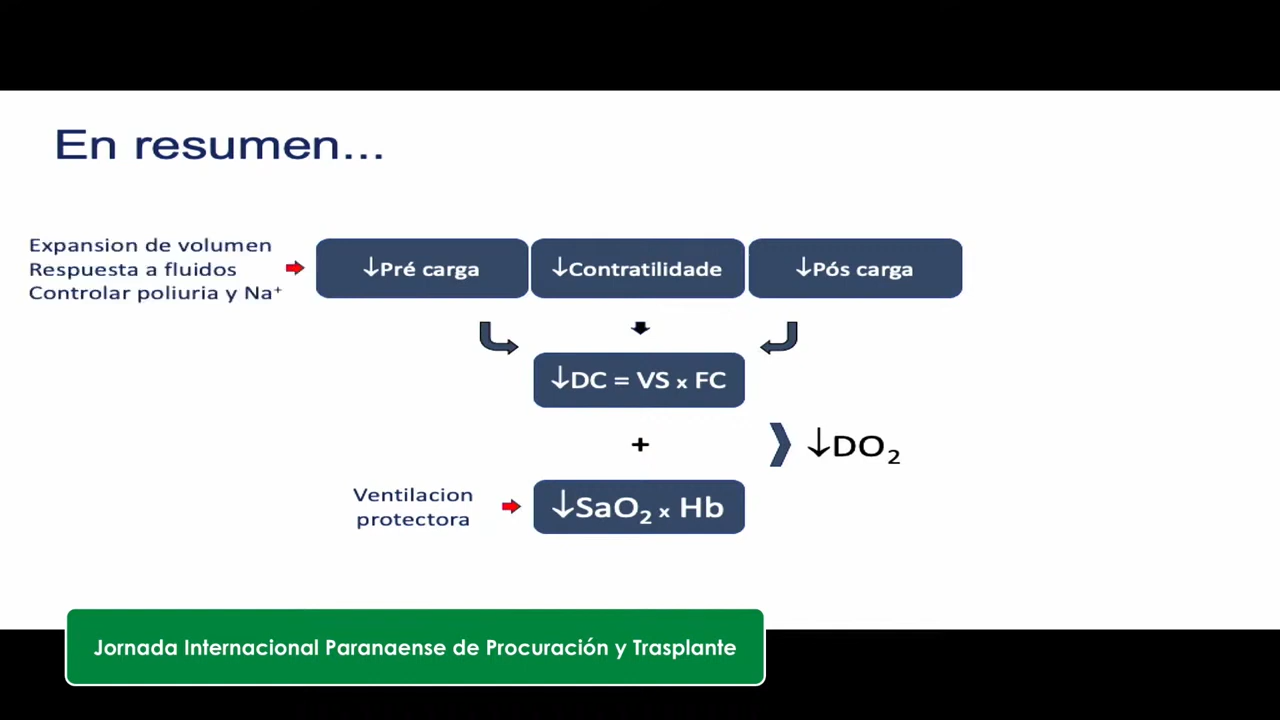 En resumen...
Expansion de volumen
Respuesta a fluidos
Controlar poliuria y Na⁺
↓Pré carga
↓Contratilidade
↓Pós carga
↓DC = VS x FC
+
↓DO₂
Ventilacion
protectora
↓SaO₂ x Hb
Jornada Internacional Paranaense de Procuración y Trasplante